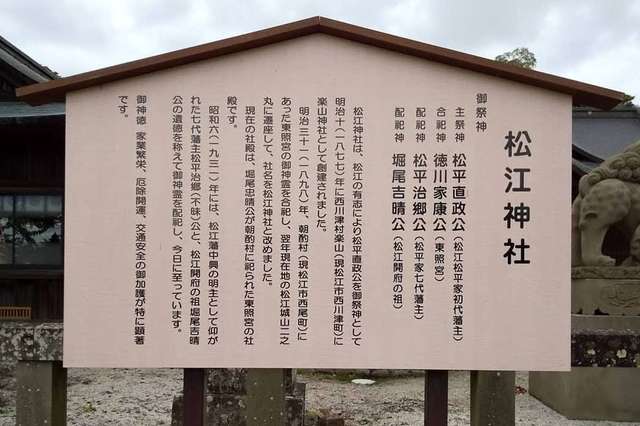 松江神社
御祭神
主祭神 松平直政公（松江松平家初代藩主）
合祀神 徳川家康公（東照宮）
配祀神 松平治郷公（松平家七代藩主）
配祀神 堀尾吉晴公（松江開府の祖）
松江神社は、松江の有志により松平直政公を御祭神として
明治十（一八七七）年に西川津村楽山（現松江市西川津町）に
楽山神社として創建されました。
明治三十一（一八九八）年、朝酌村（現松江市西尾町）に
あった東照宮の御神霊を合祀し、翌年現在地の松江城山二之
丸に遷座して、社名を松江神社と改めました。
現在の社殿は、堀尾忠晴公が朝酌村に祀られた東照宮の社
殿です。
昭和六（一九三一）年には、松江藩中興の明主として仰が
れた七代藩主松平治郷（不昧）公と、松江開府の祖堀尾吉晴
公の遺徳を称えて御神霊を配祀し、今日に至っています。
御神徳 家業繁栄、厄除開運、交通安全の御加護が特に顕著
です。